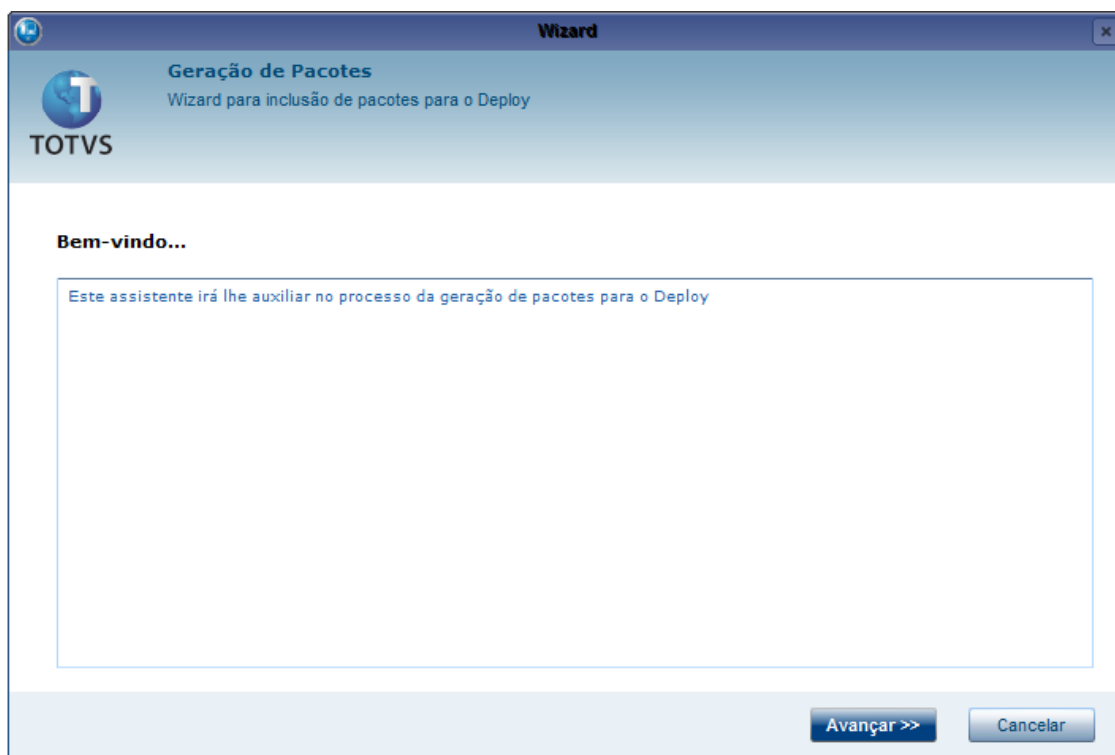 Wizard
Geração de Pacotes
Wizard para inclusão de pacotes para o Deploy
T
TOTVS
Bem-vindo...
Este assistente irá lhe auxiliar no processo da geração de pacotes para o Deploy
Avançar >>
Cancelar